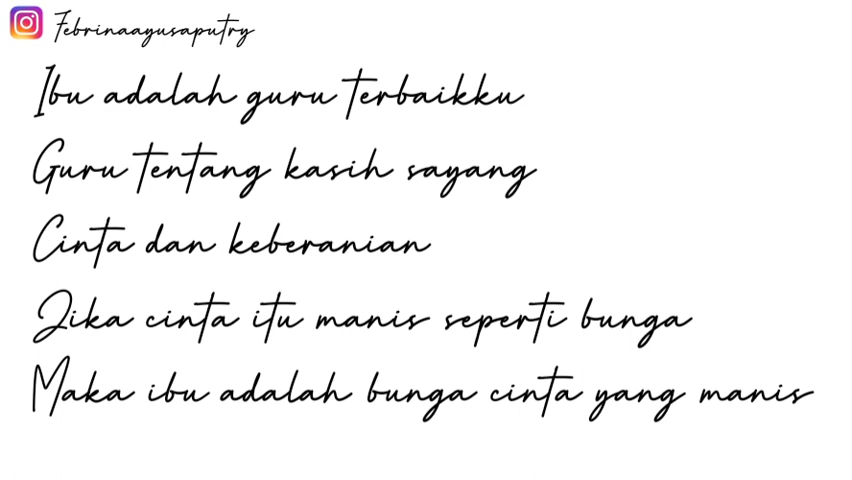 Febrinaayusaputry
Ibu adalah guru terbaikku
Guru tentang kasih sayang
Cinta dan keberanian
Jika cinta itu manis seperti bunga
Maka ibu adalah bunga cinta yang manis